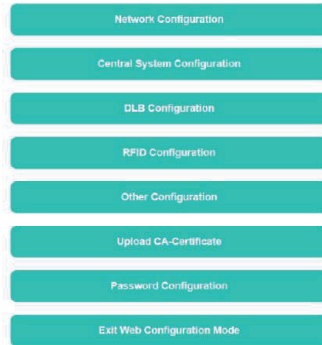 Network Configuration
Central System Configuration
DLB Configuration
RFID Configuration
Other Configuration
Upload CA-Certificate
Password Configuration
Exit Web Configuration Mode